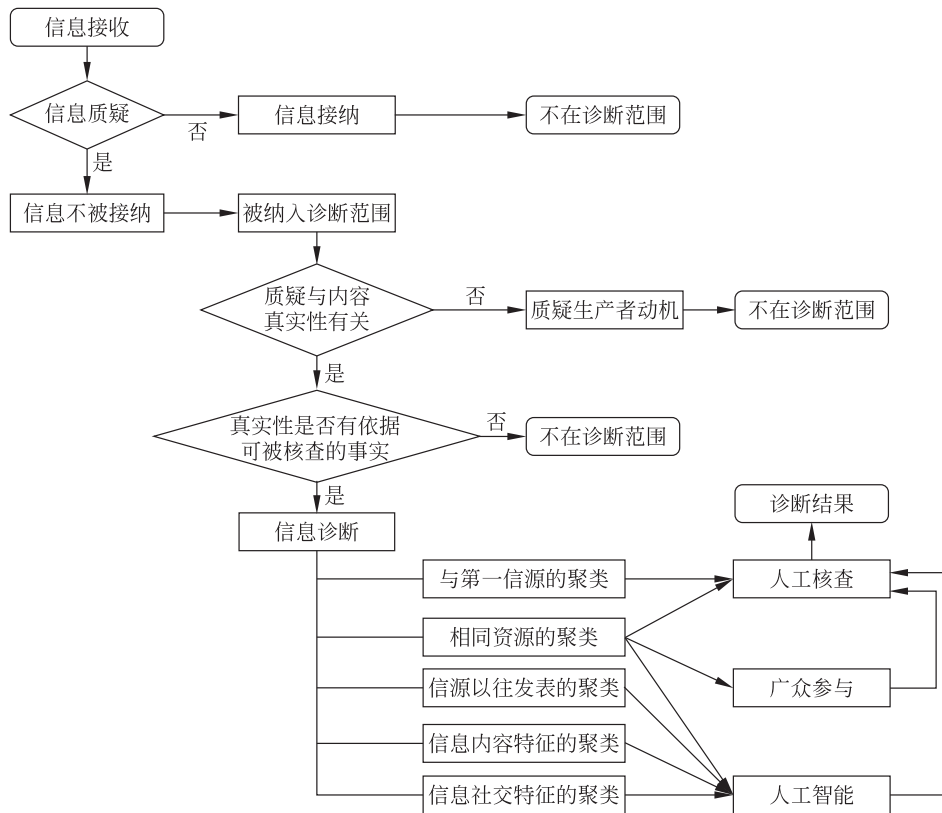 信息接收
信息质疑
否
信息接纳
不在诊断范围
是
信息不被接纳
被纳入诊断范围
质疑与内容
真实性有关
否
质疑生产者动机
不在诊断范围
是
真实性是否有依据
可被核查的事实
否
不在诊断范围
是
信息诊断
诊断结果
与第一信源的聚类
人工核查
相同资源的聚类
信源以往发表的聚类
广众参与
信息内容特征的聚类
信息社交特征的聚类
人工智能